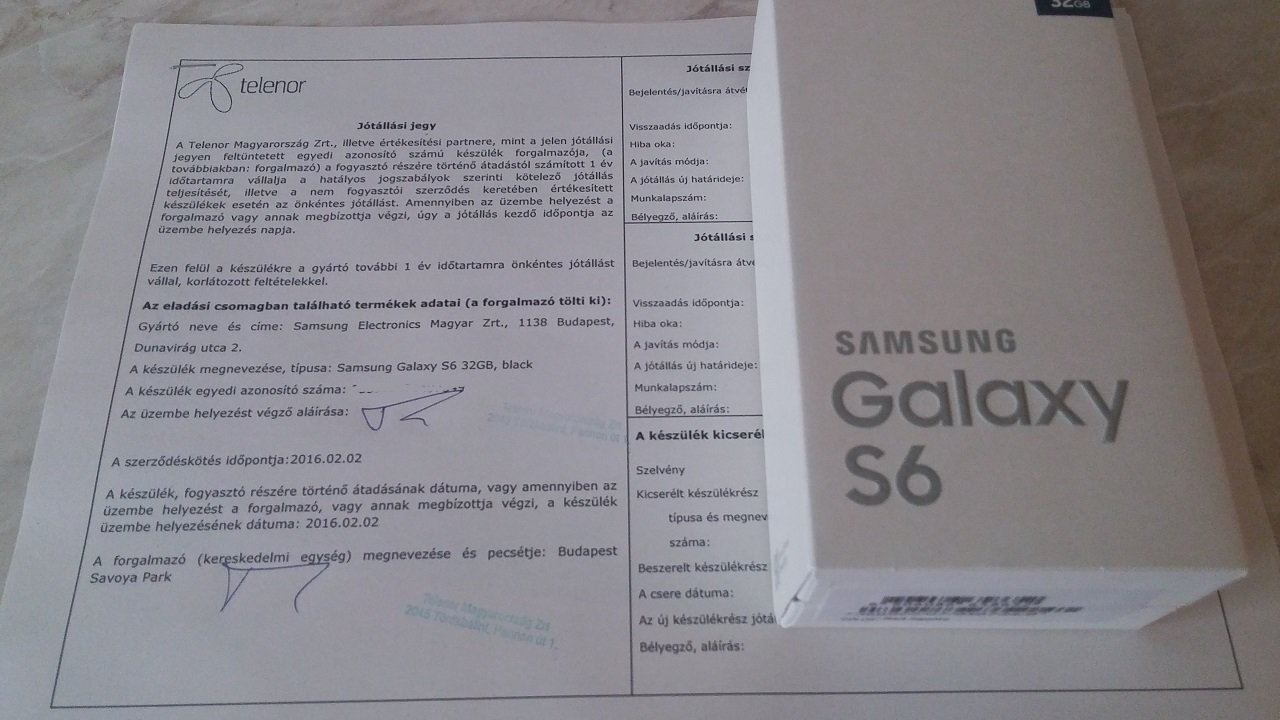 telenor
Jótállási jegy
A Telenor Magyarország Zrt., illetve értékesítési partnere, mint a jelen jótállási
jegyen feltüntetett egyedi azonosító számú készülék forgalmazója, (a
továbbiakban: forgalmazó) a fogyasztó részére történő átadástól számított 1 év
időtartamra vállalja a hatályos jogszabályok szerinti kötelező jótállás
teljesítését, illetve a nem fogyasztói szerződés keretében értékesített
készülékek esetén az önkéntes jótállást. Amennyiben az üzembe helyezést a
forgalmazó vagy annak megbízottja végzi, úgy a jótállás kezdő időpontja az
üzembe helyezés napja.
Ezen felül a készülékre a gyártó további 1 év időtartamra önkéntes jótállást
vállal, korlátozott feltételekkel.
Az eladási csomagban található termékek adatai (a forgalmazó tölti ki):
Gyártó neve és címe: Samsung Electronics Magyar Zrt., 1138 Budapest,
Dunavirág utca 2.
A készülék megnevezése, típusa: Samsung Galaxy S6 32GB, black
A készülék egyedi azonosító száma:
Az üzembe helyezést végző aláírása:
A szerződéskötés időpontja:2016.02.02
A készülék, fogyasztó részére történő átadásának dátuma, vagy amennyiben az
üzembe helyezést a forgalmazó, vagy annak megbízottja végzi, a készülék
üzembe helyezésének dátuma: 2016.02.02
A forgalmazó (kereskedelmi egység) megnevezése és pecsétje: Budapest
Savoya Park
Telenor Magyarország Zrt
2045 Törökbálint, Pannon út 1.
Jótállási sz
Bejelentés/javításra átvét
Visszaadás időpontja:
Hiba oka:
A javítás módja:
A jótállás új határideje:
Munkalapszám:
Bélyegző, aláírás:
Jótállási s
Bejelentés/javításra átvé
Visszaadás időpontja:
Hiba oka:
A javítás módja:
A jótállás új határideje:
Munkalapszám:
Bélyegző, aláírás:
A készülék kicserél
Szelvény
Kicserélt készülékrész
típusa és megnev
száma:
Beszerelt készülékrész
A csere dátuma:
Az új készülékrész jótá
Bélyegző, aláírás:
32GB
SAMSUNG
Galaxy
S6